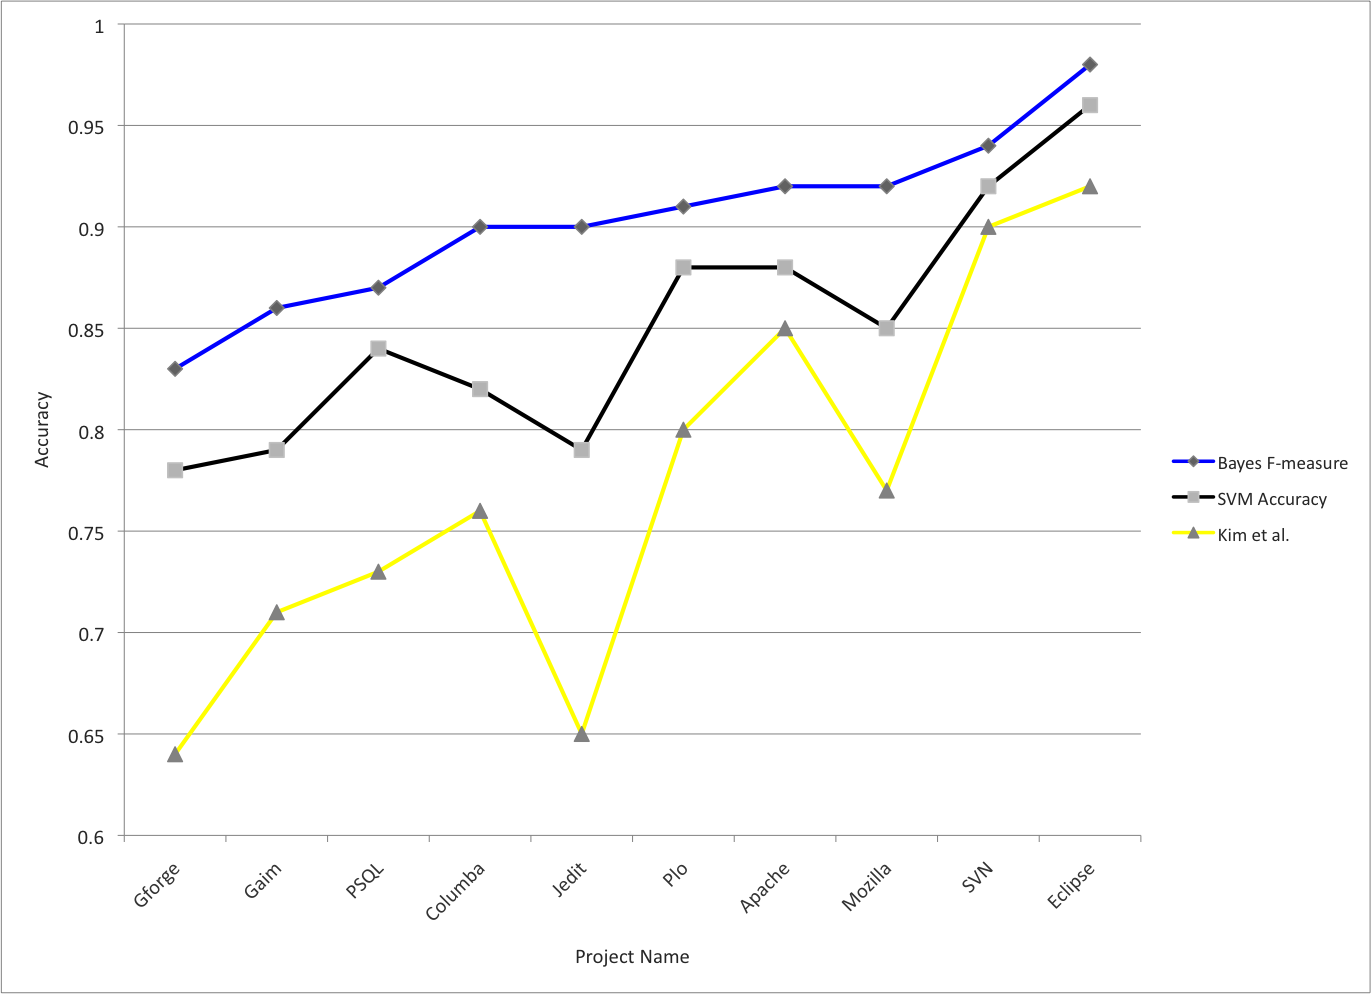 1
0.95
0.9
0.85
0.8
0.75
0.7
0.65
0.6
Accuracy
Gforge
Gaim
PSQL
Columba
Jedit
Plo
Apache
Mozilla
SVN
Eclipse
Project Name
Bayes F-measure
SVM Accuracy
Kim et al.